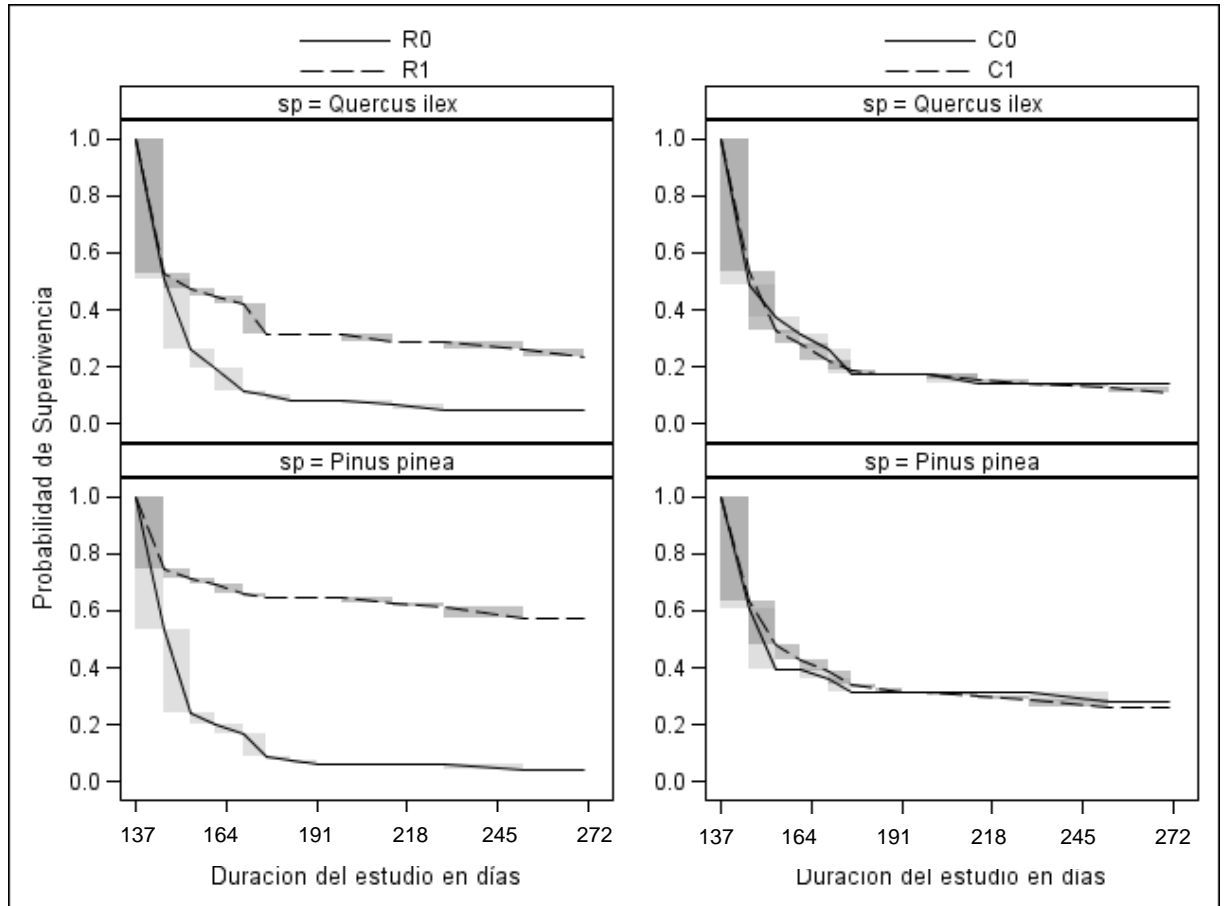 R0
R1
C0
C1
sp = Quercus ilex
sp = Quercus ilex
1.0
0.8
0.6
0.4
0.2
0.0
1.0
0.8
0.6
0.4
0.2
0.0
sp = Pinus pinea
sp = Pinus pinea
1.0
0.8
0.6
0.4
0.2
0.0
1.0
0.8
0.6
0.4
0.2
0.0
Probabilidad de Supervivencia
137 164 191 218 245 272
137 164 191 218 245 272
Duracion del estudio en días
Duracion del estudio en dias